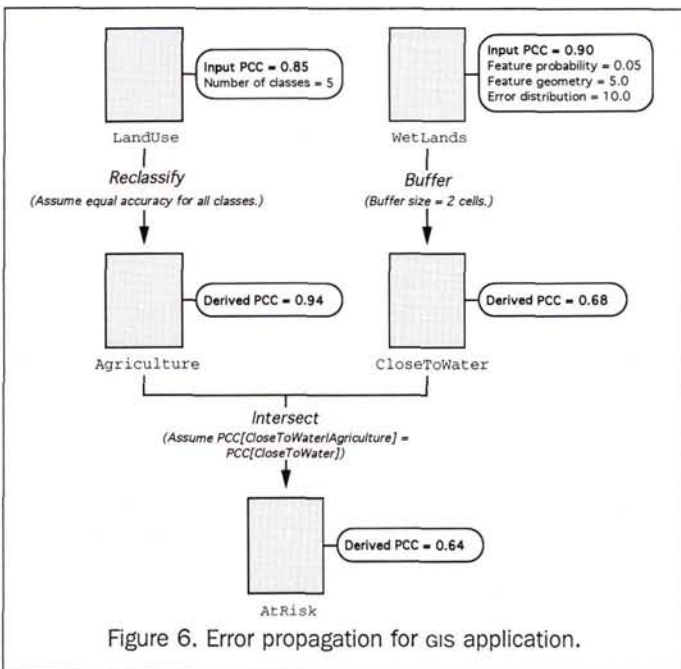 Input PCC = 0.85
Number of classes = 5
LandUse
Input PCC = 0.90
Feature probability = 0.05
Feature geometry = 5.0
Error distribution = 10.0
WetLands
Reclassify
(Assume equal accuracy for all classes.)
Buffer
(Buffer size = 2 cells.)
Derived PCC = 0.94
Agriculture
Derived PCC = 0.68
CloseToWater
Intersect
(Assume PCC[CloseToWater|Agriculture] =
PCC[CloseToWater])
Derived PCC = 0.64
AtRisk
Figure 6. Error propagation for GIS application.